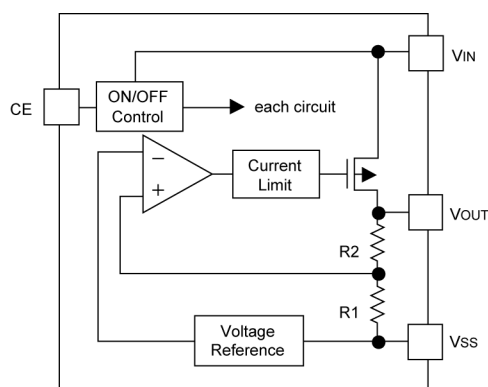 VIN
CE
ON/OFF
Control
each circuit
−
+
Current
Limit
VOUT
R2
R1
Voltage
Reference
VSS